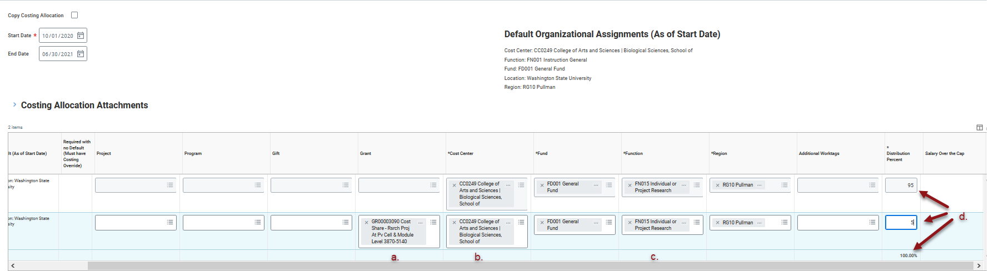 Copy Costing Allocation
Start Date * 10/01/2020
End Date 06/30/2021
Default Organizational Assignments (As of Start Date)
Cost Center: CC0249 College of Arts and Sciences | Biological Sciences, School of
Function: FN001 Instruction General
Fund: FD001 General Fund
Location: Washington State University
Region: RG10 Pullman
Costing Allocation Attachments
2 items
lt (As of Start Date)
Required with
no Default
(Must have
Costing
Override)
Project
Program
Gift
Grant
*Cost Center
*Fund
*Function
*Region
Additional Worktags
*
Distribution
Percent
Salary Over the Cap
on: Washington State
sity
CC0249 College of
Arts and Sciences |
Biological Sciences,
School of
FD001 General
Fund
FN015 Individual or
Project Research
RG10 Pullman
95
on: Washington State
sity
GR00003090 Cost
Share - Rsrch Proj
At Pv Cell & Module
Level 3870-5140
CC0249 College of
Arts and Sciences |
Biological Sciences,
School of
FD001 General
Fund
FN015 Individual or
Project Research
RG10 Pullman
5
d.
100.00%
a.
b.
c.